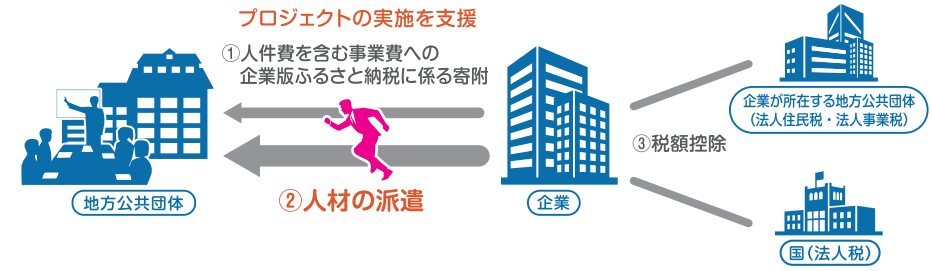 プロジェクトの実施を支援
①人件費を含む事業費への
企業版ふるさと納税に係る寄附
②人材の派遣
地方公共団体
企業
③税額控除
企業が所在する地方公共団体
（法人住民税・法人事業税）
国（法人税）